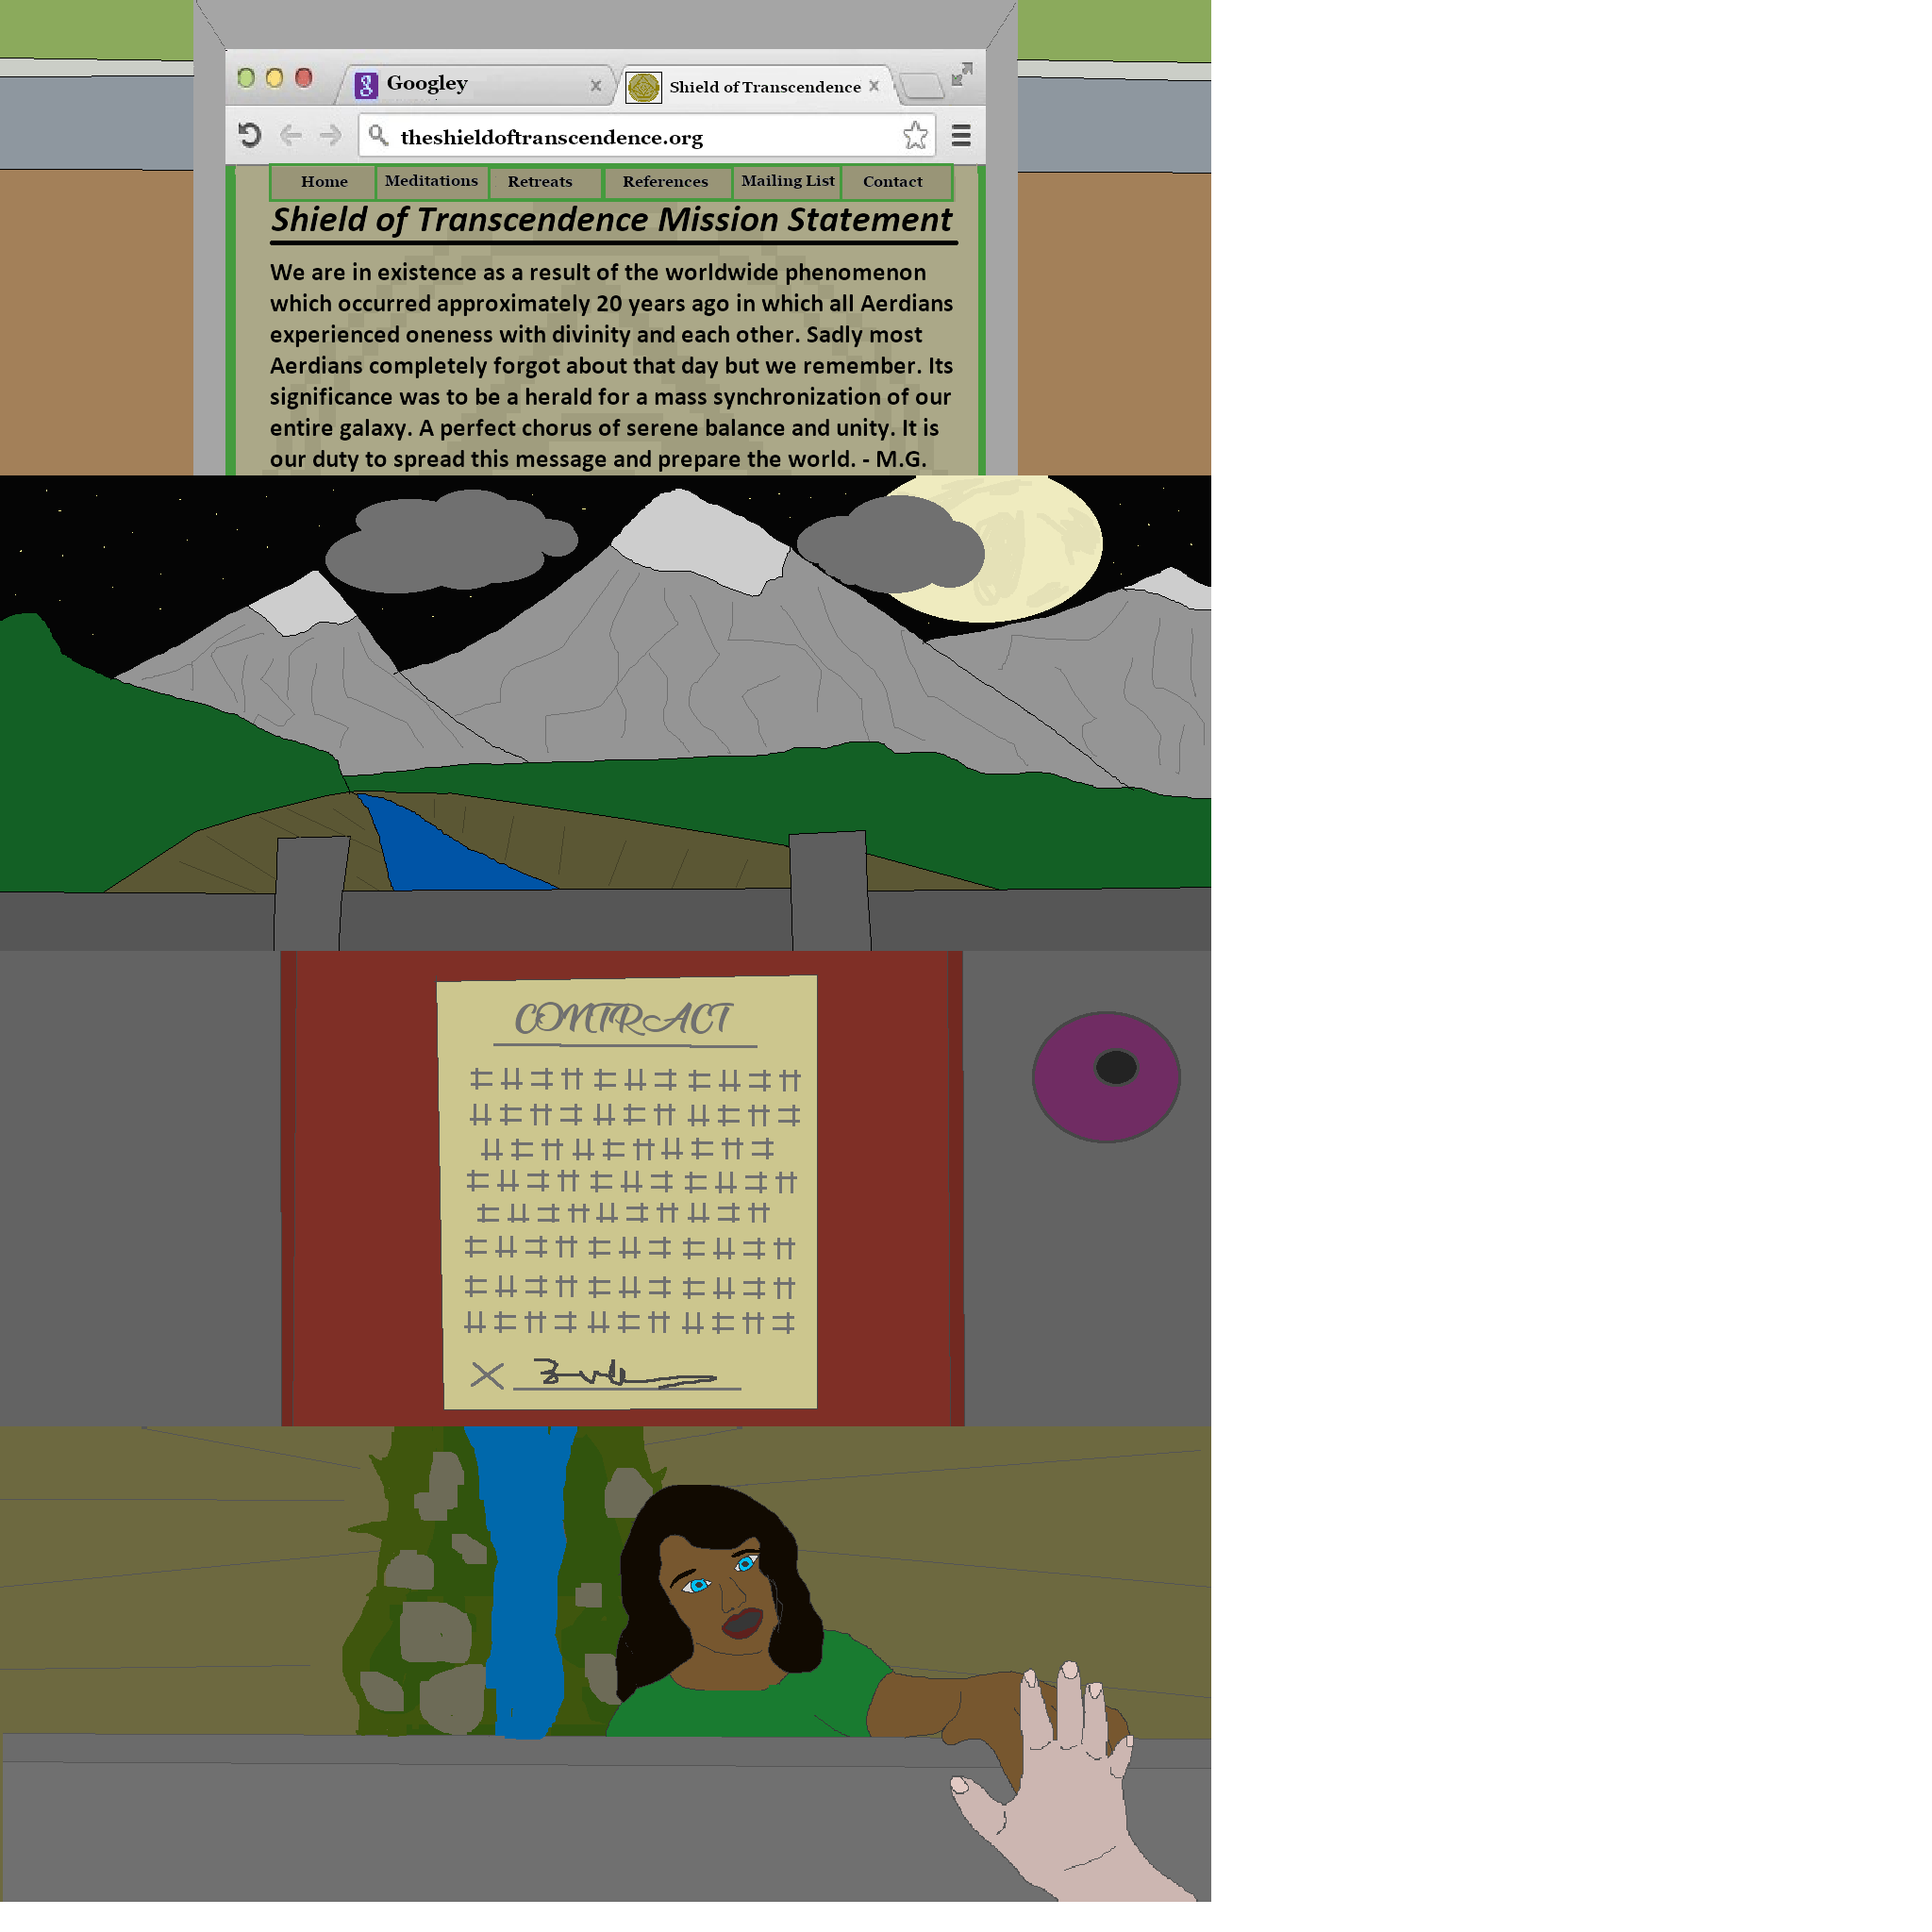 Googley
Shield of Transcendence
theshieldoftranscendence.org
Home Meditations Retreats References Mailing List Contact
Shield of Transcendence Mission Statement
We are in existence as a result of the worldwide phenomenon
which occurred approximately 20 years ago in which all Aerdians
experienced oneness with divinity and each other. Sadly most
Aerdians completely forgot about that day but we remember. Its
significance was to be a herald for a mass synchronization of our
entire galaxy. A perfect chorus of serene balance and unity. It is
our duty to spread this message and prepare the world. - M.G.
CONTRACT
X